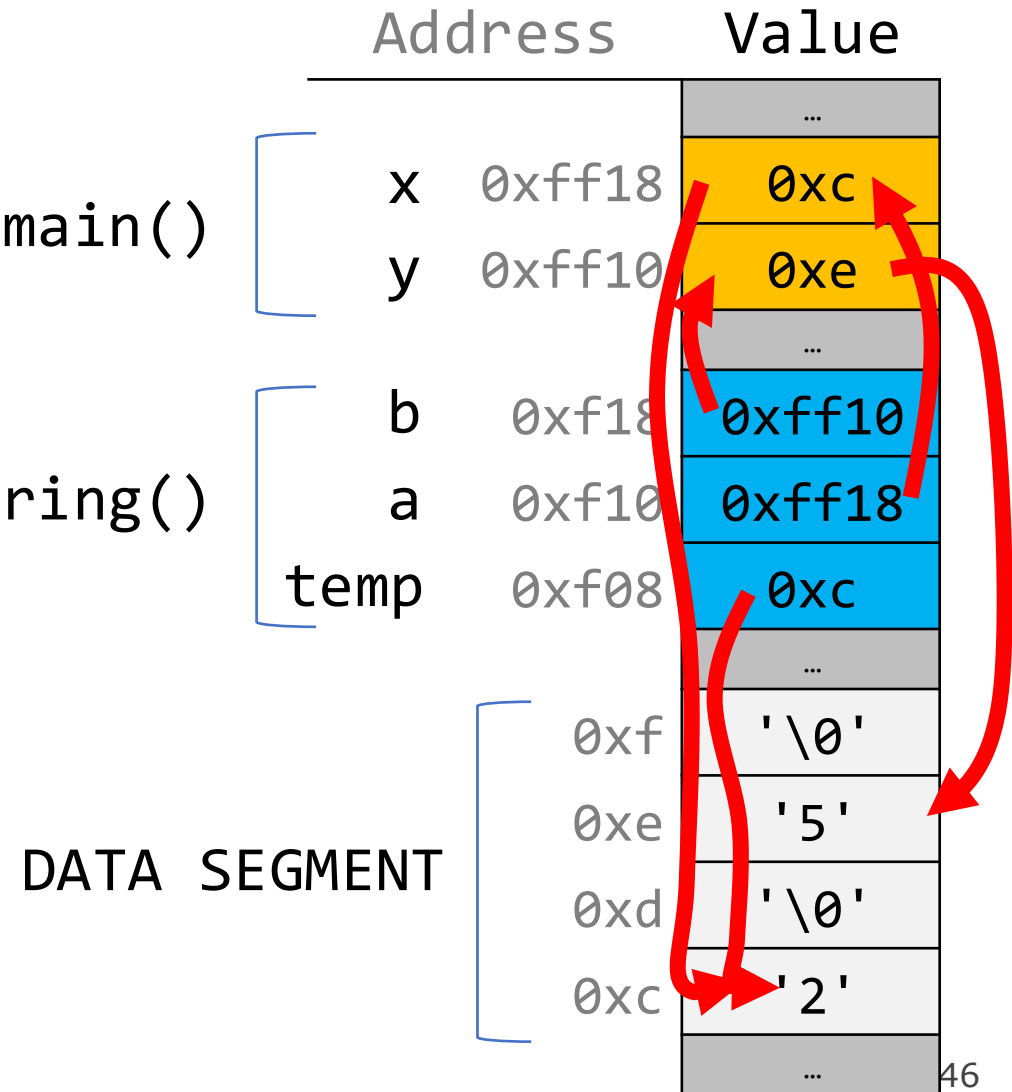 Address Value
…
x 0xff18 0xc
main()
y 0xff10 0xe
…
b 0xf18 0xff10
ring() a 0xf10 0xff18
temp 0xf08 0xc
…
0xf '\0'
0xe '5'
DATA SEGMENT
0xd '\0'
0xc '2'
…
46